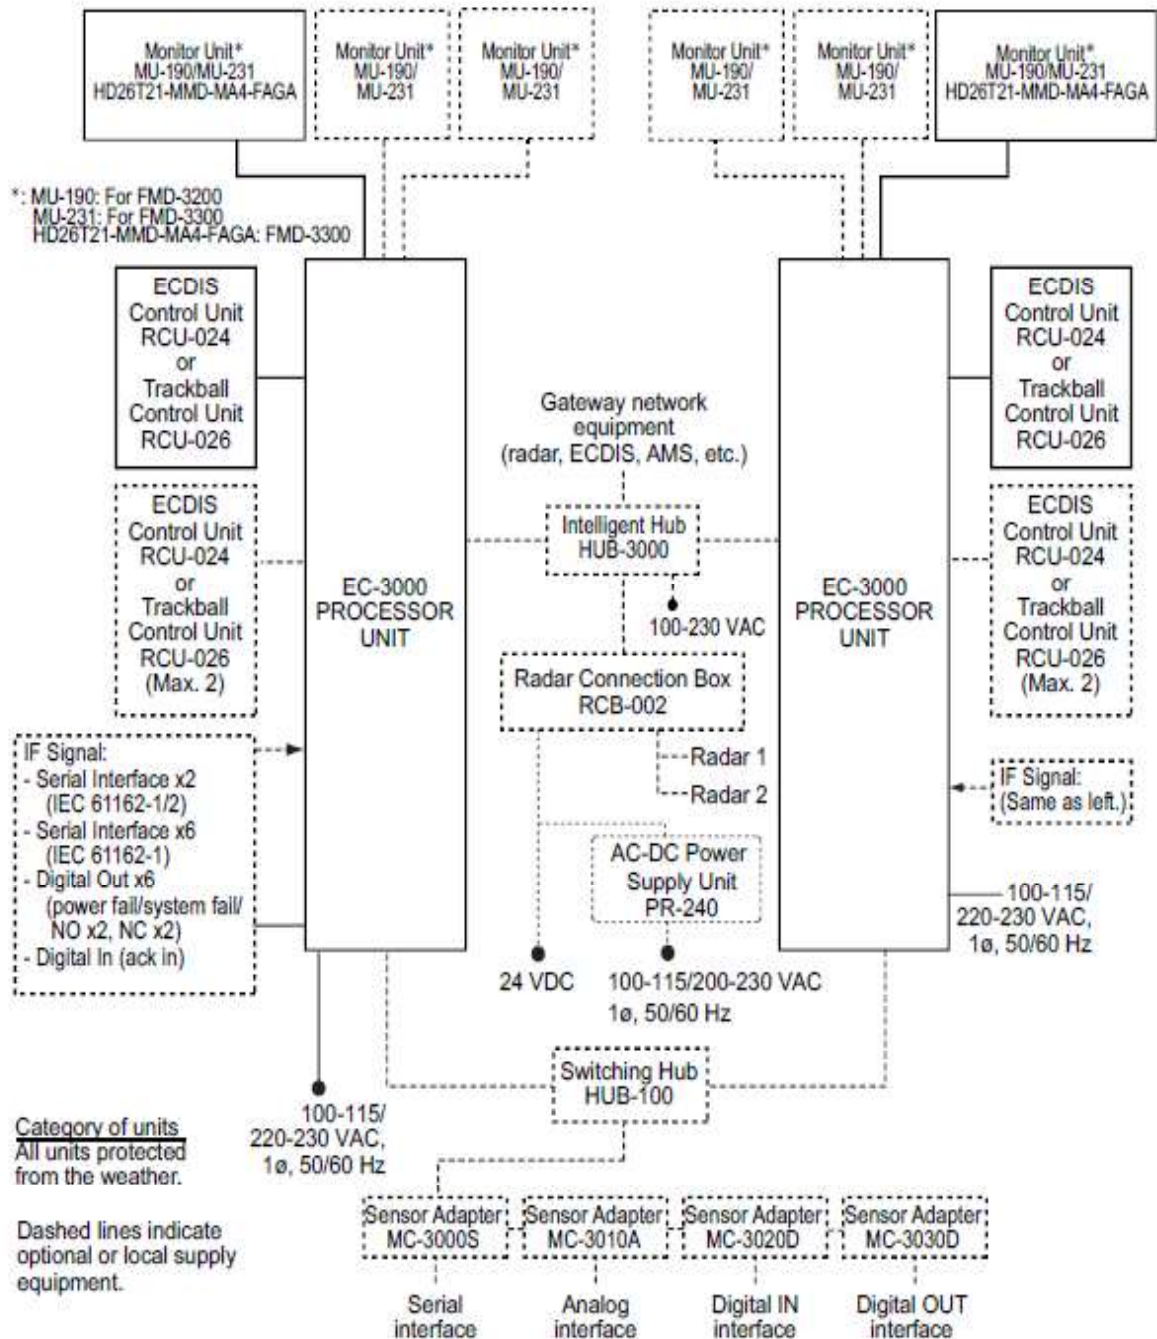 Monitor Unit*
MU-190/MU-231
HD26T21-MMD-MA4-FAGA
Monitor Unit*
MU-190/
MU-231
Monitor Unit*
MU-190/
MU-231
Monitor Unit*
MU-190/
MU-231
Monitor Unit*
MU-190/
MU-231
Monitor Unit*
MU-190/MU-231
HD26T21-MMD-MA4-FAGA
*: MU-190: For FMD-3200
MU-231: For FMD-3300
HD26T21-MMD-MA4-FAGA: FMD-3300
ECDIS
Control Unit
RCU-024
or
Trackball
Control Unit
RCU-026
ECDIS
Control Unit
RCU-024
or
Trackball
Control Unit
RCU-026
(Max. 2)
IF Signal:
- Serial Interface x2
(IEC 61162-1/2)
- Serial Interface x6
(IEC 61162-1)
- Digital Out x6
(power fail/system fail/
NO x2, NC x2)
- Digital In (ack in)
EC-3000
PROCESSOR
UNIT
Gateway network
equipment
(radar, ECDIS, AMS, etc.)
Intelligent Hub
HUB-3000
100-230 VAC
Radar Connection Box
RCB-002
Radar 1
Radar 2
AC-DC Power
Supply Unit
PR-240
24 VDC
100-115/200-230 VAC
1ø, 50/60 Hz
EC-3000
PROCESSOR
UNIT
ECDIS
Control Unit
RCU-024
or
Trackball
Control Unit
RCU-026
ECDIS
Control Unit
RCU-024
or
Trackball
Control Unit
RCU-026
(Max. 2)
IF Signal:
(Same as left.)
100-115/
220-230 VAC,
1ø, 50/60 Hz
Switching Hub
HUB-100
100-115/
220-230 VAC,
1ø, 50/60 Hz
Category of units
All units protected
from the weather.
Dashed lines indicate
optional or local supply
equipment.
Sensor Adapter
MC-3000S
Sensor Adapter
MC-3010A
Sensor Adapter
MC-3020D
Sensor Adapter
MC-3030D
Serial
interface
Analog
interface
Digital IN
interface
Digital OUT
interface